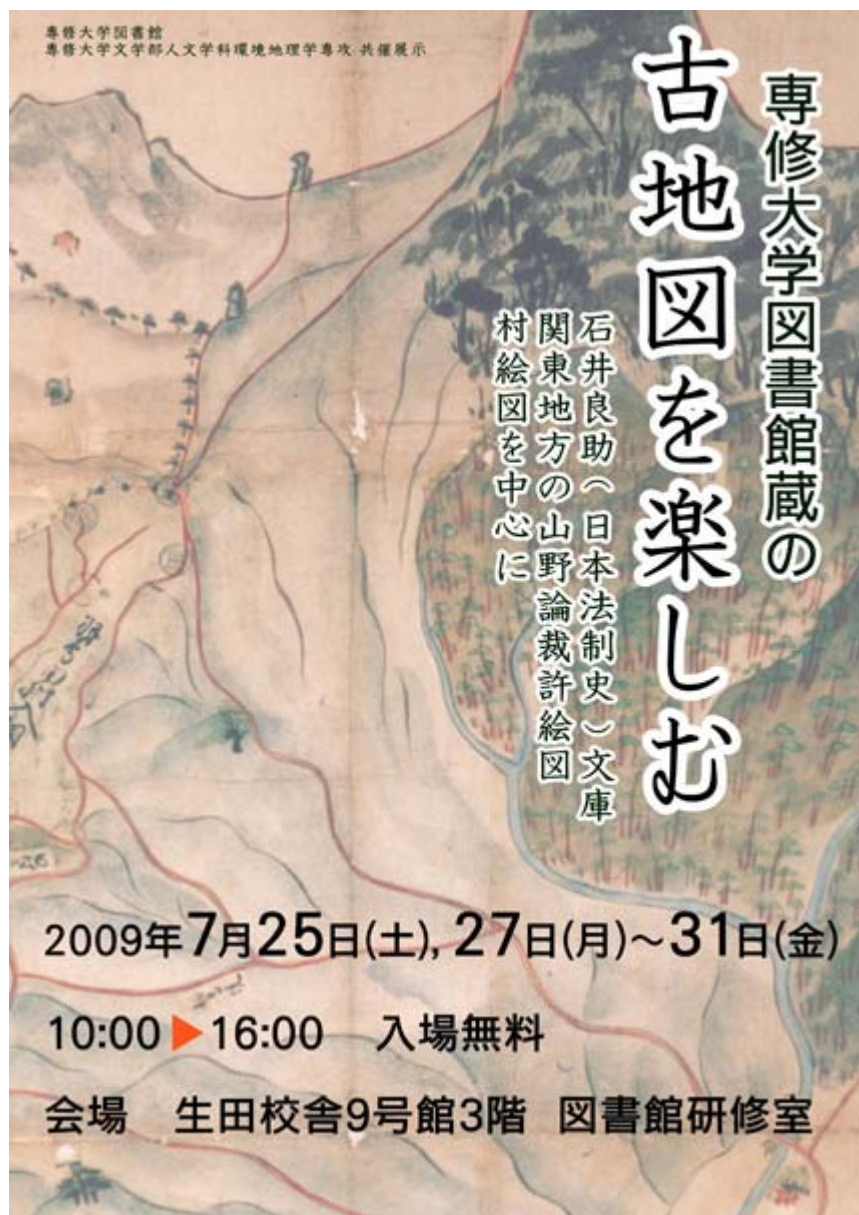 専修大学図書館
専修大学文学部人文学科環境地理学専攻 共催展示
専修大学図書館蔵の
古地図を楽しむ
石井良助(日本法制史)文庫
関東地方の山野論裁許絵図
村絵図を中心に
2009年7月25日(土), 27日(月)~31日(金)
10:00▶16:00 入場無料
会場 生田校舎9号館3階 図書館研修室